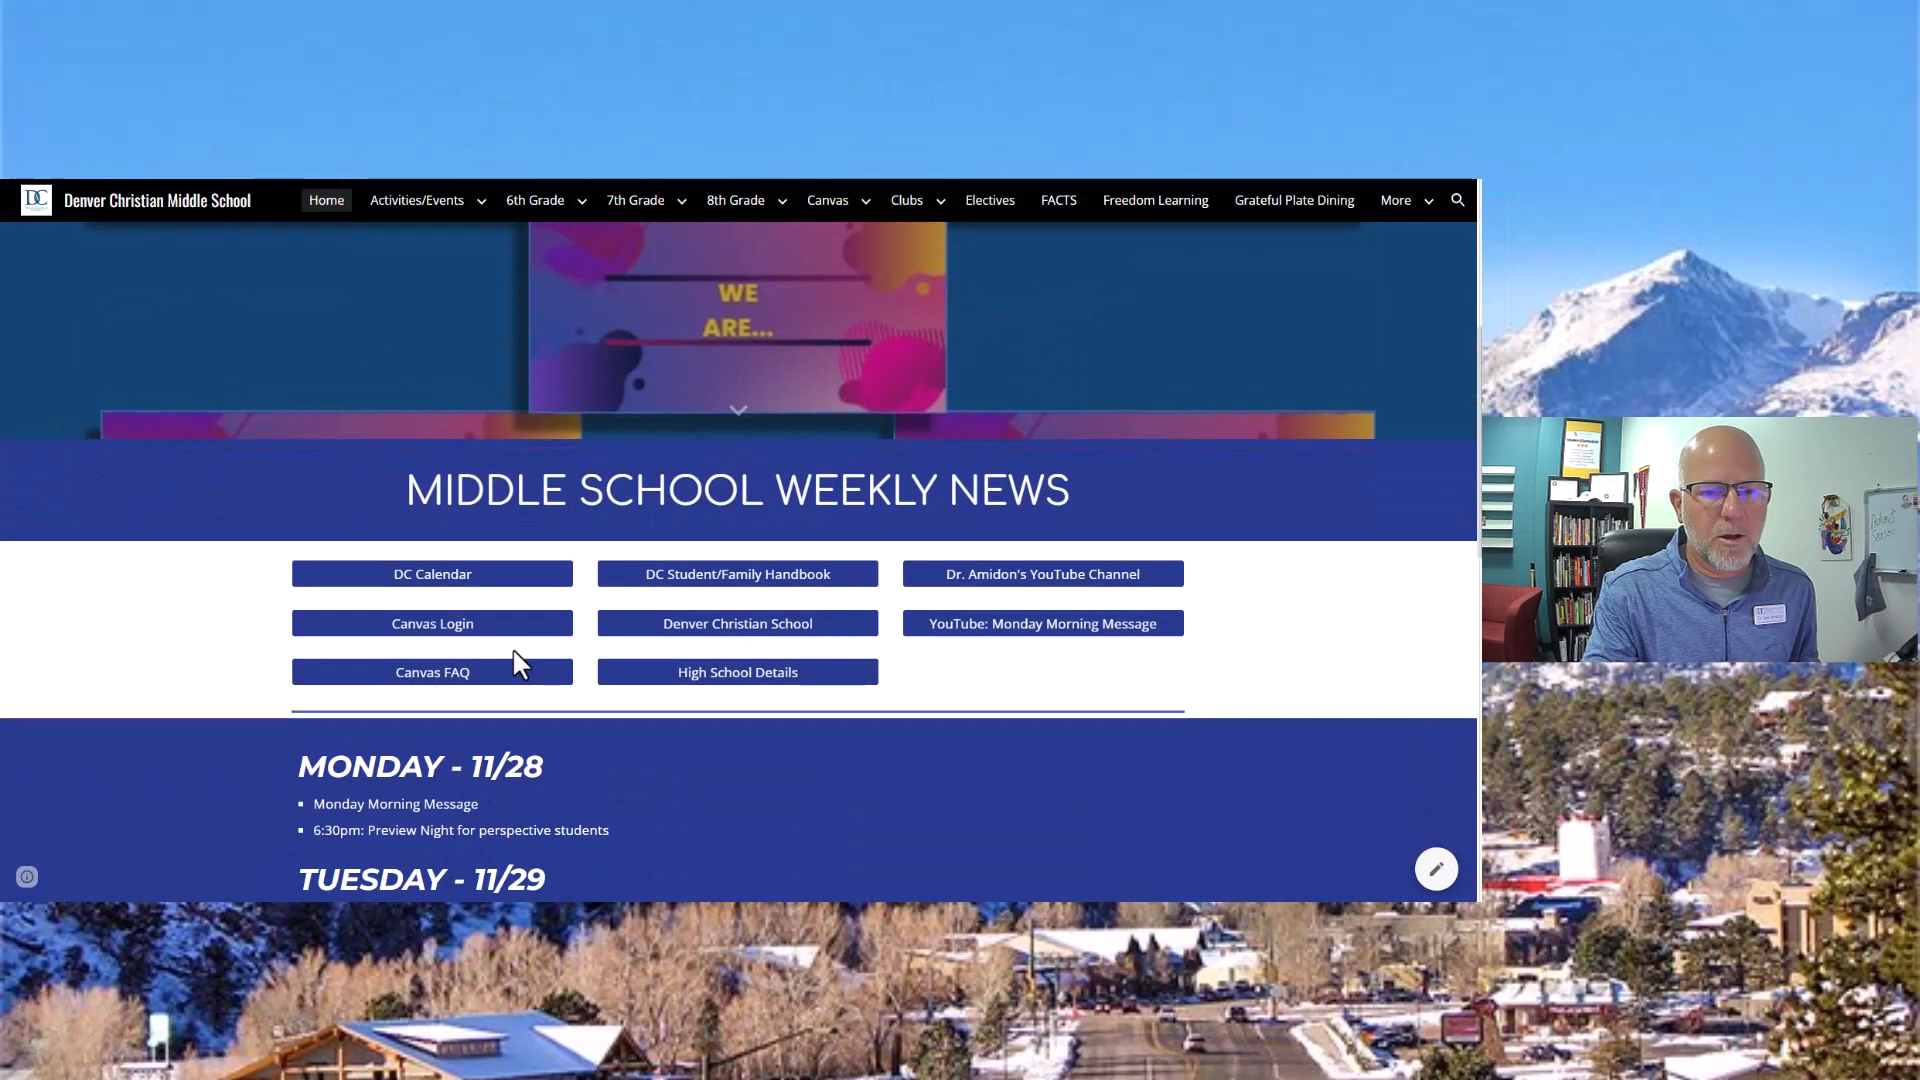 DC
Denver Christian Middle School
Home
Activities/Events
6th Grade
7th Grade
8th Grade
Canvas
Clubs
Electives
FACTS
Freedom Learning
Grateful Plate Dining
More
WE
ARE...
MIDDLE SCHOOL WEEKLY NEWS
DC Calendar
DC Student/Family Handbook
Dr. Amidon's YouTube Channel
Canvas Login
Denver Christian School
YouTube: Monday Morning Message
Canvas FAQ
High School Details
MONDAY - 11/28
Monday Morning Message
6:30pm: Preview Night for perspective students
TUESDAY - 11/29
Advent
Season